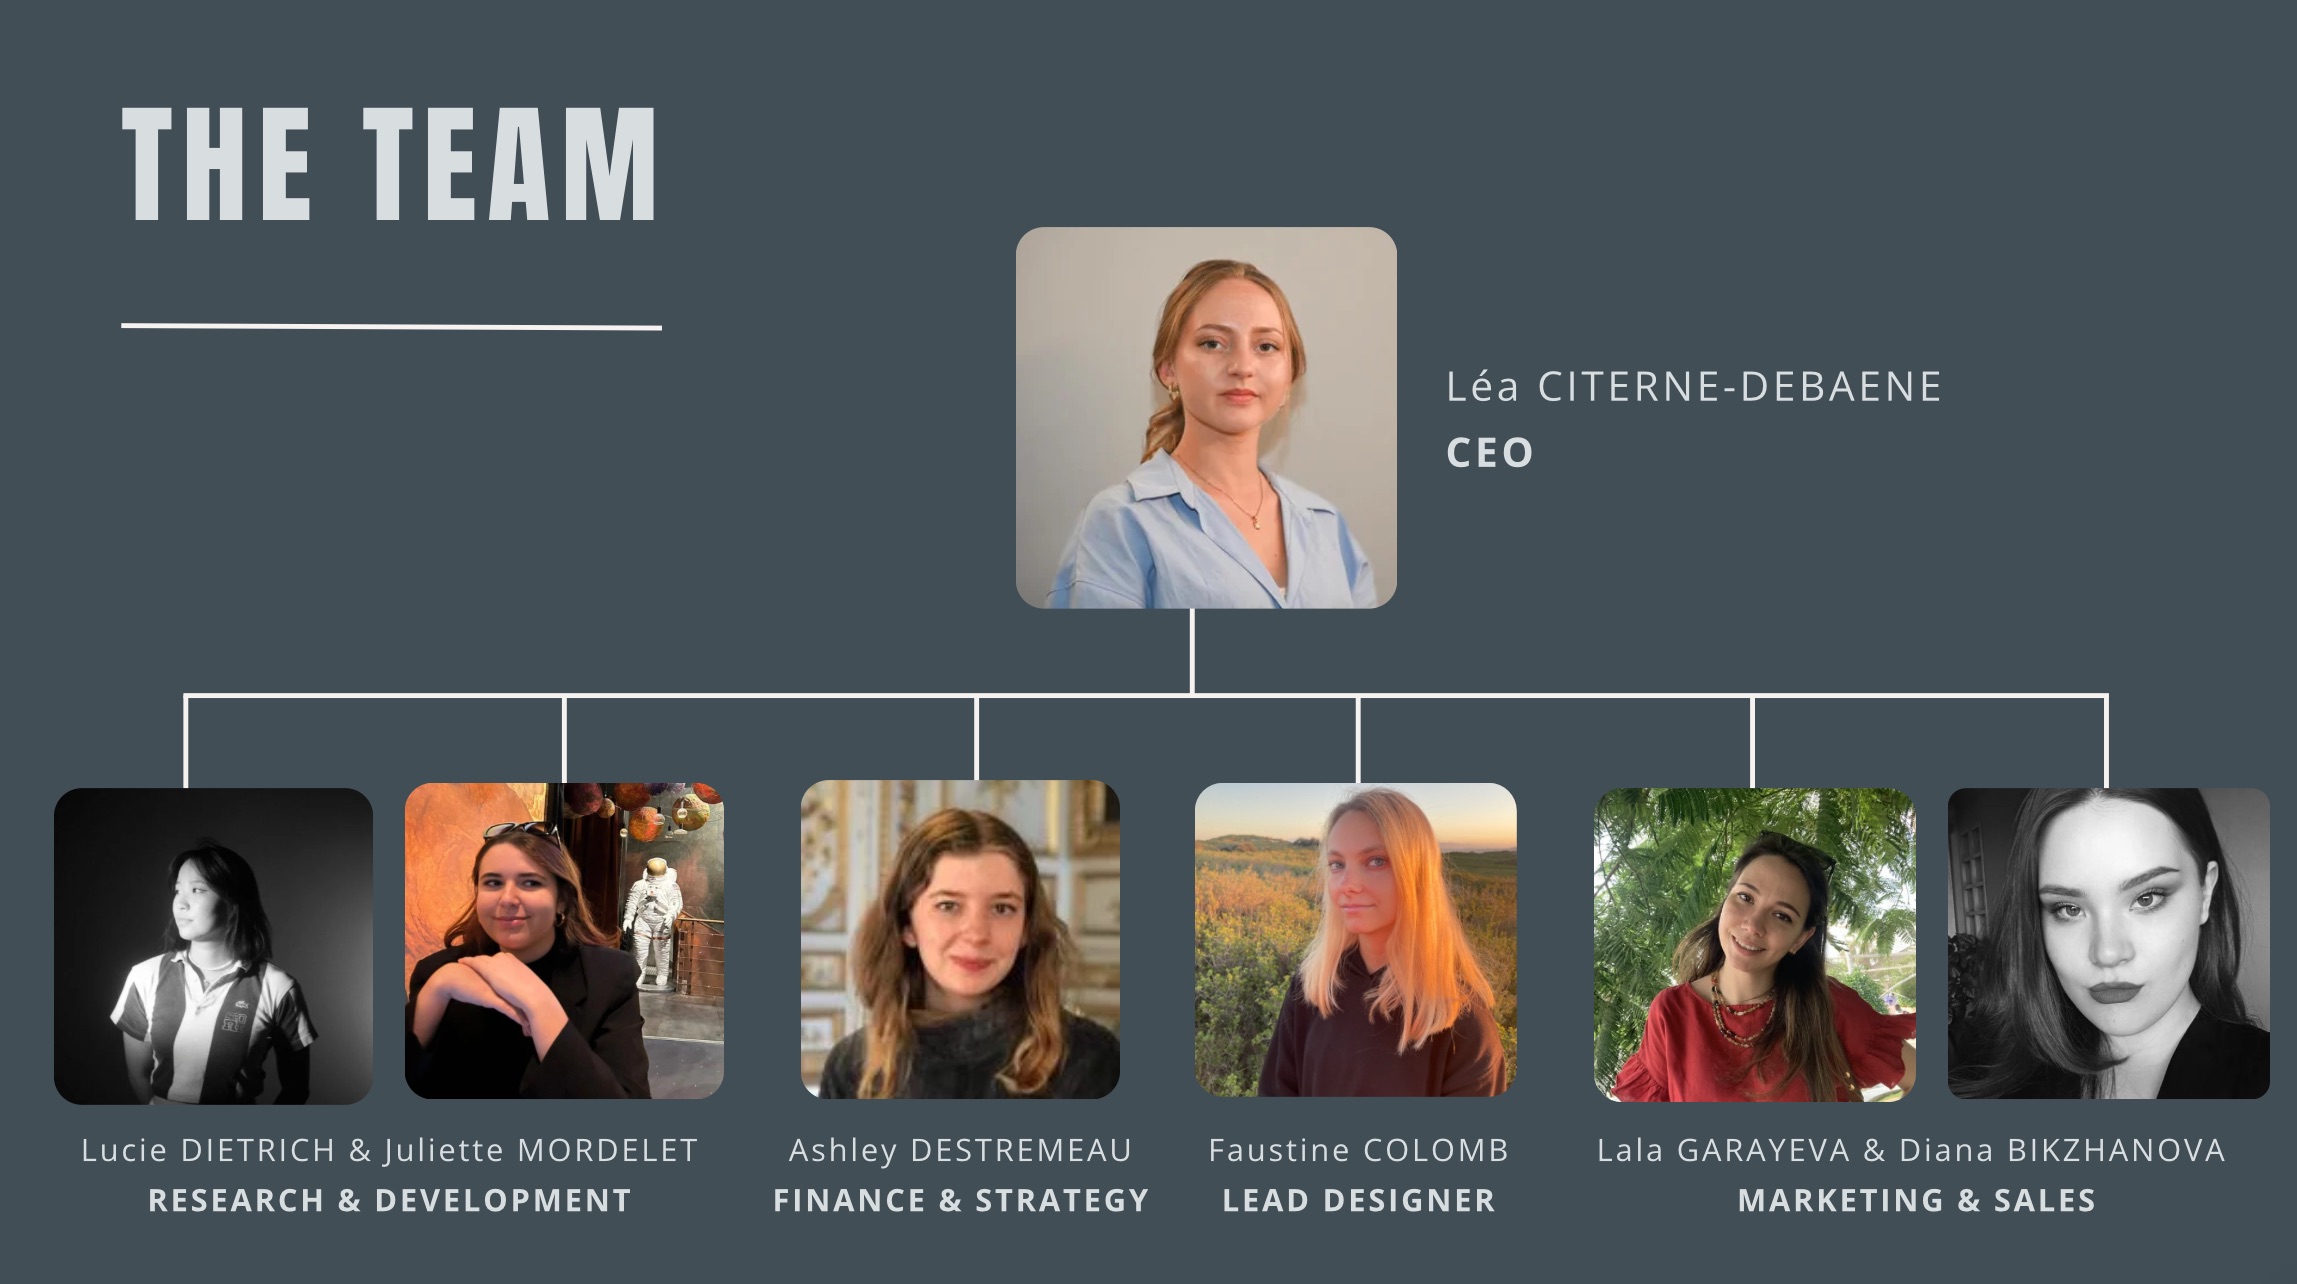 THE TEAM
Léa CITERNE-DEBAENE
CEO
Lucie DIETRICH & Juliette MORDELET
RESEARCH & DEVELOPMENT
Ashley DESTREMEAU
FINANCE & STRATEGY
Faustine COLOMB
LEAD DESIGNER
Lala GARAYEVA & Diana BIKZHANOVA
MARKETING & SALES